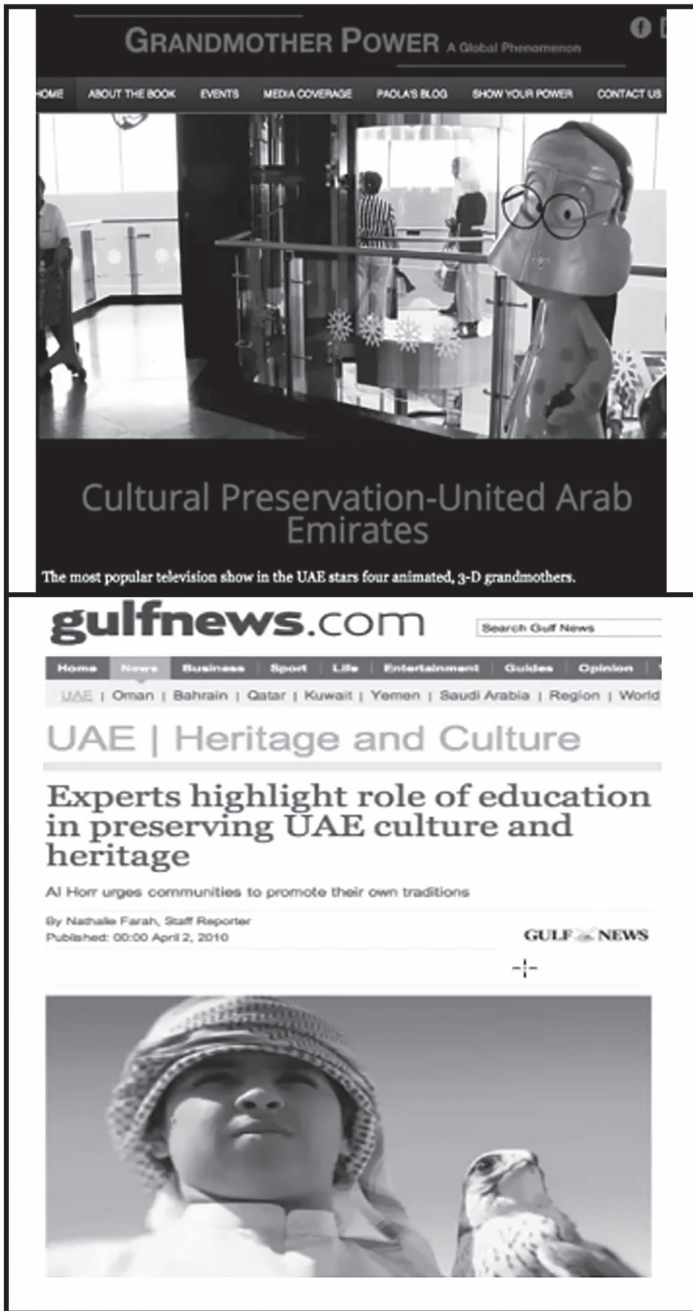 GRANDMOTHER POWER A Global Phenomenon
HOME ABOUT THE BOOK EVENTS MEDIA COVERAGE PAOLA'S BLOG SHOW YOUR POWER CONTACT US
Cultural Preservation-United Arab
Emirates
The most popular television show in the UAE stars four animated, 3-D grandmothers.
gulfnews.com
Search Gulf News
Home News Business Sport Life Entertainment Guides Opinion
UAE | Oman | Bahrain | Qatar | Kuwait | Yemen | Saudi Arabia | Region | World
UAE | Heritage and Culture
Experts highlight role of education
in preserving UAE culture and
heritage
Al Horr urges communities to promote their own traditions
By Nathalie Farah, Staff Reporter
Published: 00:00 April 2, 2010
GULF NEWS